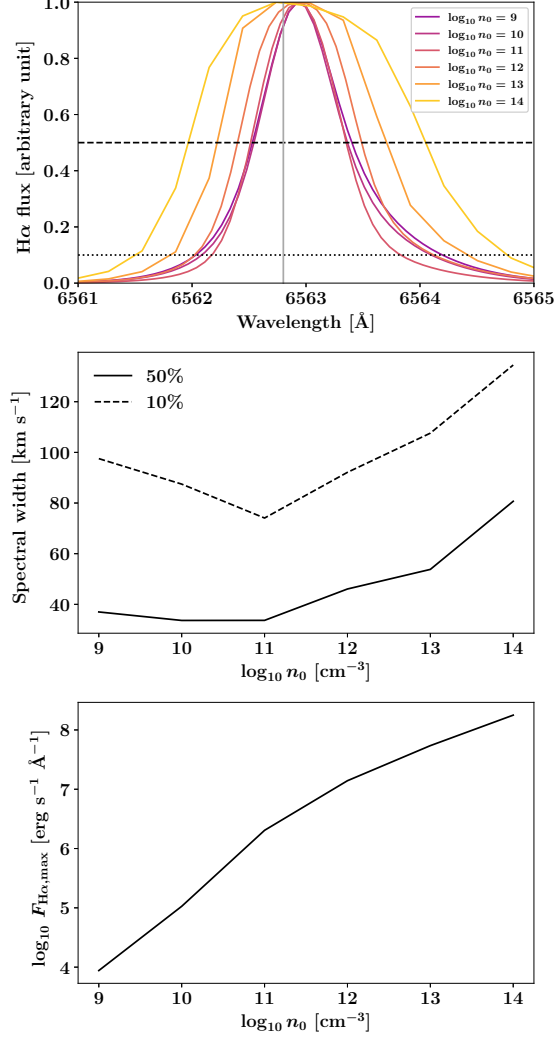 1.0
0.8
0.6
0.4
0.2
0.0
Hα flux [arbitrary unit]
log₁₀ n₀ = 9
log₁₀ n₀ = 10
log₁₀ n₀ = 11
log₁₀ n₀ = 12
log₁₀ n₀ = 13
log₁₀ n₀ = 14
6561 6562 6563 6564 6565
Wavelength [Å]
50%
10%
120
100
80
60
40
Spectral width [km s⁻¹]
9 10 11 12 13 14
log₁₀ n₀ [cm⁻³]
8
7
6
5
4
log₁₀ F_Hα,max [erg s⁻¹ Å⁻¹]
9 10 11 12 13 14
log₁₀ n₀ [cm⁻³]